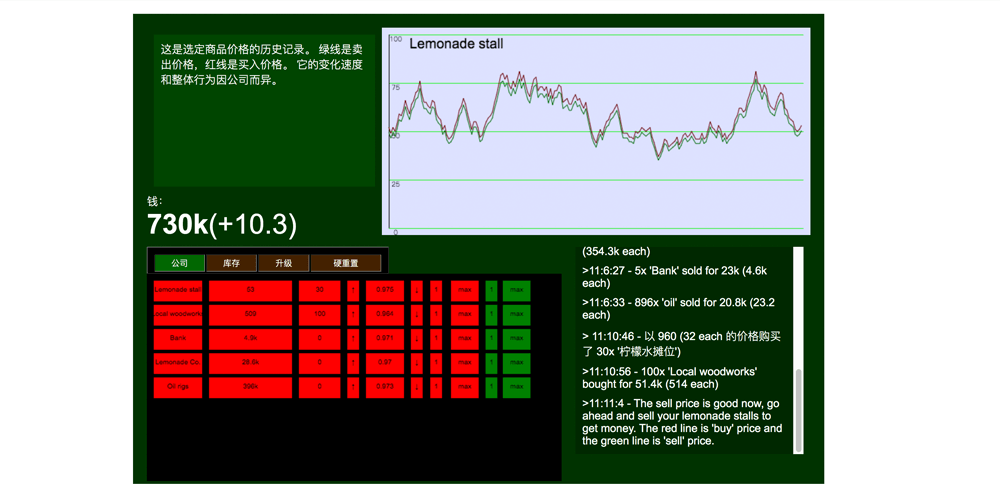 这是选定商品价格的历史记录。 绿线是卖
出价格，红线是买入价格。 它的变化速度
和整体行为因公司而异。
Lemonade stall
100
75
50
25
0
钱：
730k(+10.3)
公司 库存 升级 硬重置
Lemonade stall 53 30 ↑ 0.975 ↓ ↑ max ↑ max
Local woodworks 509 100 ↑ 0.964 ↓ ↑ max ↑ max
Bank 4.9k 0 ↑ 0.971 ↓ ↑ max ↑ max
Lemonade Co. 0 ↑ 0.97 ↓ ↑ max ↑ max
Oil rigs 0 ↑ 0.973 ↓ ↑ max ↑ max
(354.3k each)
>11:6:27 - 5x 'Bank' sold for 23k (4.6k
each)
>11:6:33 - 896x 'oil' sold for 20.8k (23.2
each)
> 11:10:46 - 以 960 (32 each 的价格购买
了 30x '柠檬水摊位')
>11:10:56 - 100x 'Local woodworks'
bought for 51.4k (514 each)
>11:11:4 - The sell price is good now, go
ahead and sell your lemonade stalls to
get money. The red line is 'buy' price and
the green line is 'sell' price.